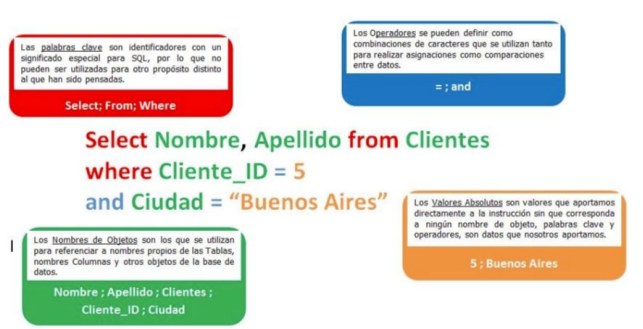 Las palabras clave son identificadores con un
significado especial para SQL, por lo que no
pueden ser utilizadas para otro propósito distinto
al que han sido pensadas.
Select; From; Where
Los Operadores se pueden definir como
combinaciones de caracteres que se utilizan tanto
para realizar asignaciones como comparaciones
entre datos.
= ; and
Select Nombre, Apellido from Clientes
where Cliente_ID = 5
and Ciudad = “Buenos Aires”
Los Nombres de Objetos son los que se utilizan
para referenciar a nombres propios de las Tablas,
nombres Columnas y otros objetos de la base de
datos.
Nombre ; Apellido ; Clientes ;
Cliente_ID ; Ciudad
Los Valores Absolutos son valores que aportamos
directamente a la instrucción sin que corresponda
a ningún nombre de objeto, palabras clave y
operadores, son datos que nosotros aportamos.
5 ; Buenos Aires